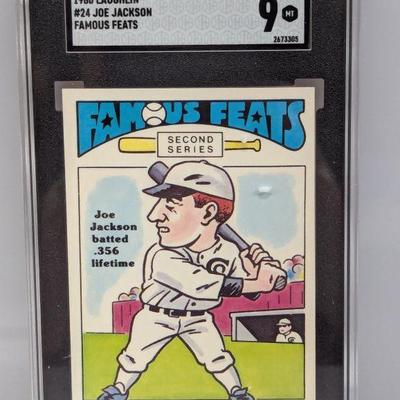 1980 LAUGHLIN
#24 JOE JACKSON
FAMOUS FEATS
9 MT
2673305
FAMOUS FEATS
SECOND
SERIES
Joe
Jackson
batted
.356
lifetime
C